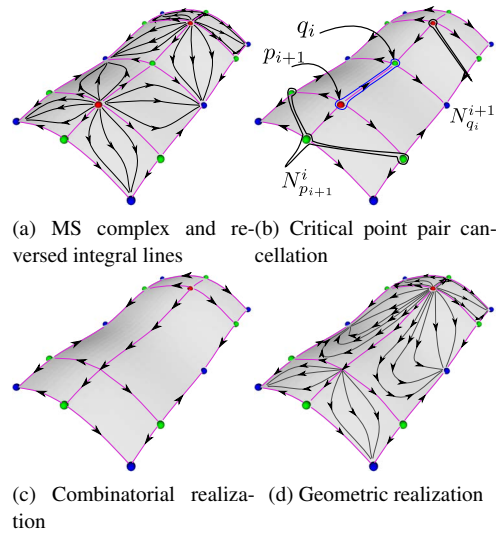 q_i
p_{i+1}
N^{i+1}_{q_i}
N^i_{p_{i+1}}
(a) MS complex and re-
versed integral lines
(b) Critical point pair can-
cellation
(c) Combinatorial realiza-
tion
(d) Geometric realization